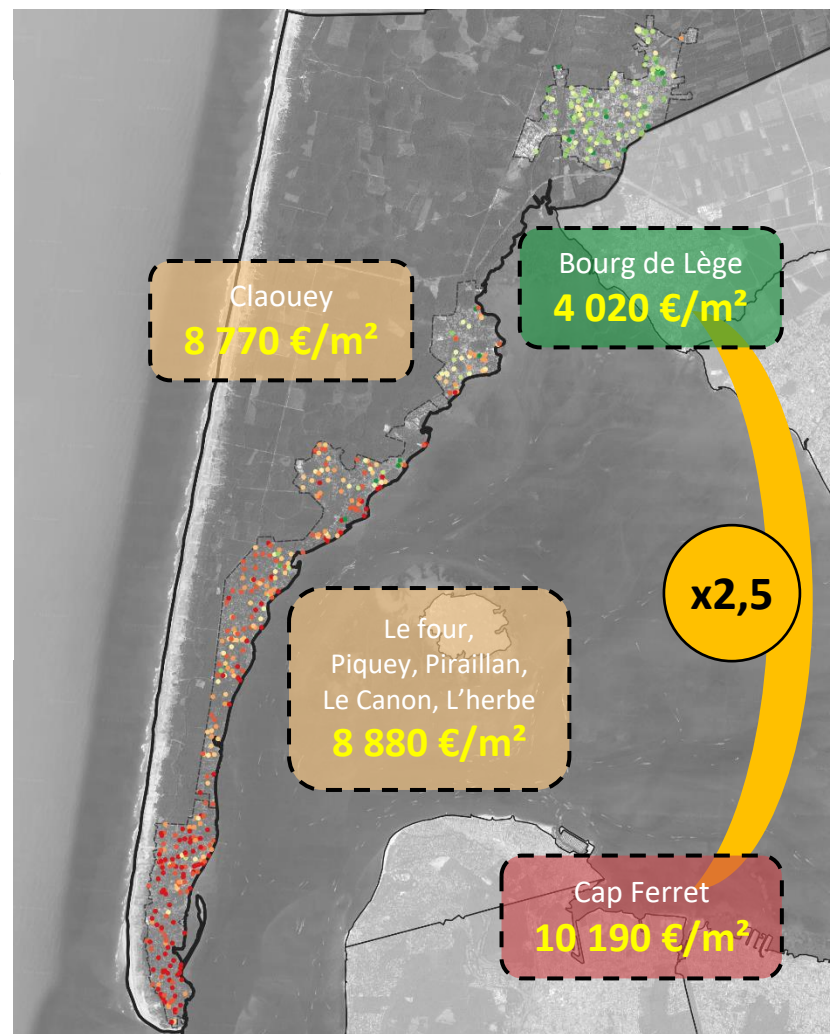 Bourg de Lège
4 020 €/m²
Claouey
8 770 €/m²
x2,5
Le four,
Piquey, Piraillan,
Le Canon, L'herbe
8 880 €/m²
Cap Ferret
10 190 €/m²